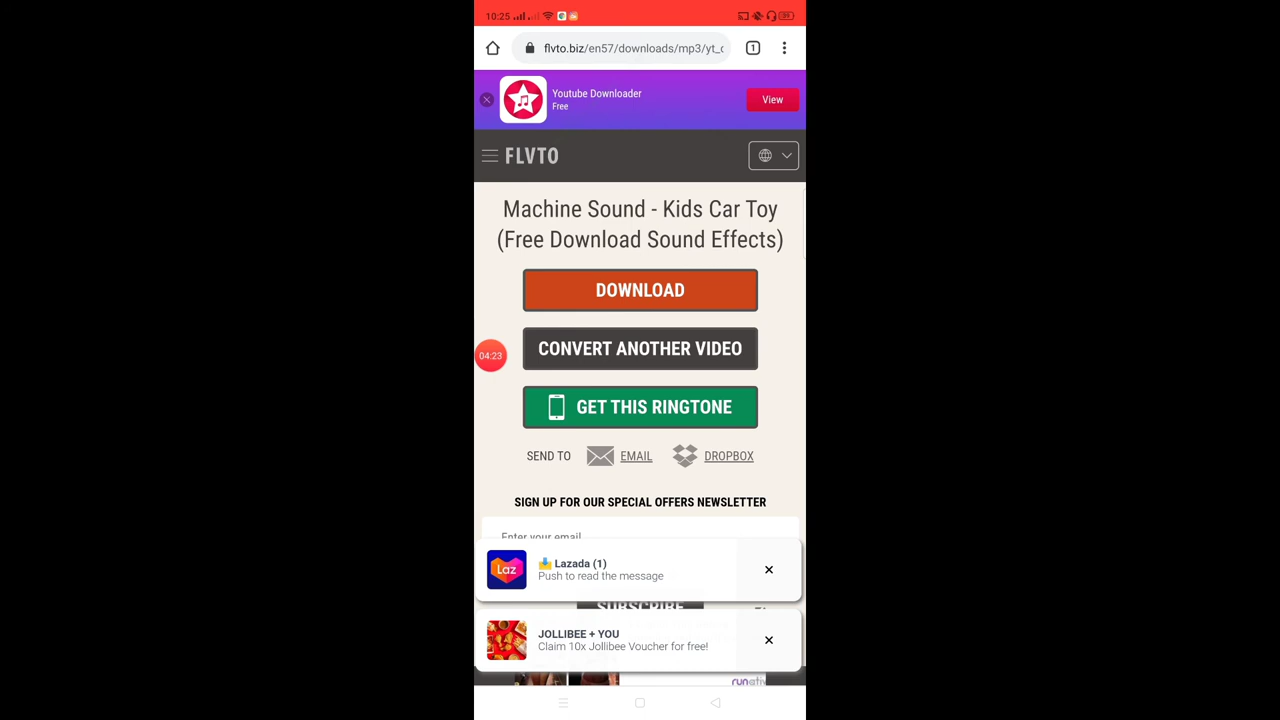 10:25
flvto.biz/en57/downloads/mp3/yt_c
1
Youtube Downloader
Free
View
FLVTO
Machine Sound - Kids Car Toy
(Free Download Sound Effects)
DOWNLOAD
04:23
CONVERT ANOTHER VIDEO
GET THIS RINGTONE
SEND TO EMAIL DROPBOX
SIGN UP FOR OUR SPECIAL OFFERS NEWSLETTER
Enter your email
Laz
Lazada (1)
Push to read the message
SUBSCRIBE
JOLLIBEE + YOU
Claim 10x Jollibee Voucher for free!